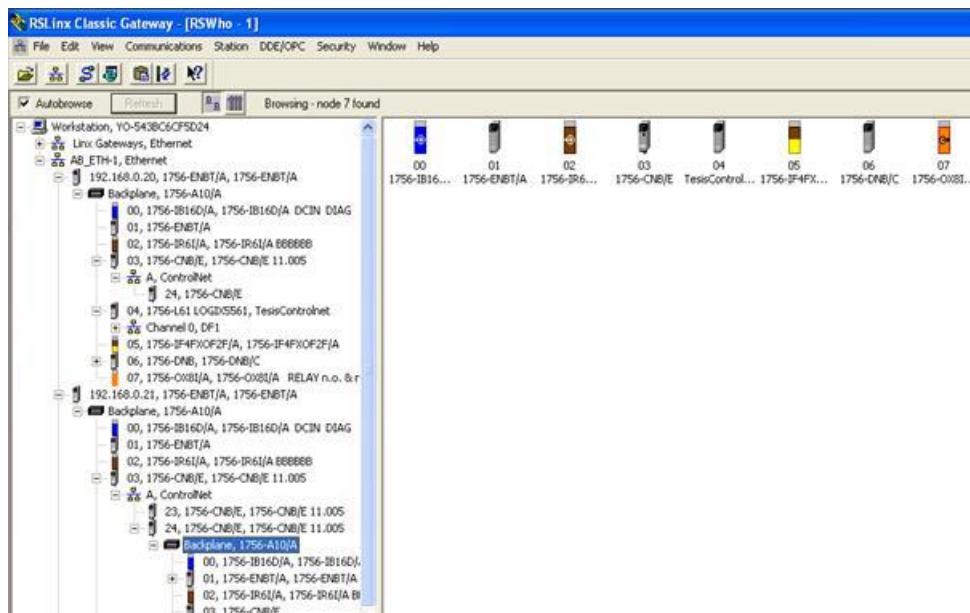 RSLinx Classic Gateway - [RSWho - 1]
File Edit View Communications Station DDE/OPC Security Window Help
Autobrowse Refresh Browsing - node 7 found
Workstation, YO-543BC6CF5D24
Linx Gateways, Ethernet
AB_ETH-1, Ethernet
192.168.0.20, 1756-ENBT/A, 1756-ENBT/A
Backplane, 1756-A10/A
00, 1756-IB16D/A, 1756-IB16D/A DCIN DIAG
01, 1756-ENBT/A
02, 1756-IR6I/A, 1756-IR6I/A BBBBBB
03, 1756-CNB/E, 1756-CNB/E 11.005
A, ControlNet
24, 1756-CNB/E
04, 1756-L61 LOGIX5561, TesisControlnet
Channel 0, DF1
05, 1756-IF4FXOF2F/A, 1756-IF4FXOF2F/A
06, 1756-DNB, 1756-DNB/C
07, 1756-OX8I/A, 1756-OX8I/A RELAY n.o. & r
192.168.0.21, 1756-ENBT/A, 1756-ENBT/A
Backplane, 1756-A10/A
00, 1756-IB16D/A, 1756-IB16D/A DCIN DIAG
01, 1756-ENBT/A
02, 1756-IR6I/A, 1756-IR6I/A BBBBBB
03, 1756-CNB/E, 1756-CNB/E 11.005
A, ControlNet
23, 1756-CNB/E, 1756-CNB/E 11.005
24, 1756-CNB/E, 1756-CNB/E 11.005
Backplane, 1756-A10/A
00, 1756-IB16D/A, 1756-IB16D/
01, 1756-ENBT/A, 1756-ENBT/A
02, 1756-IR6I/A, 1756-IR6I/A B
03, 1756-CNB/E
00 01 02 03 04 05 06 07
1756-IB16... 1756-ENBT/A 1756-IR6... 1756-CNB/E TesisControl... 1756-IF4FX... 1756-DNB/C 1756-OX8I...